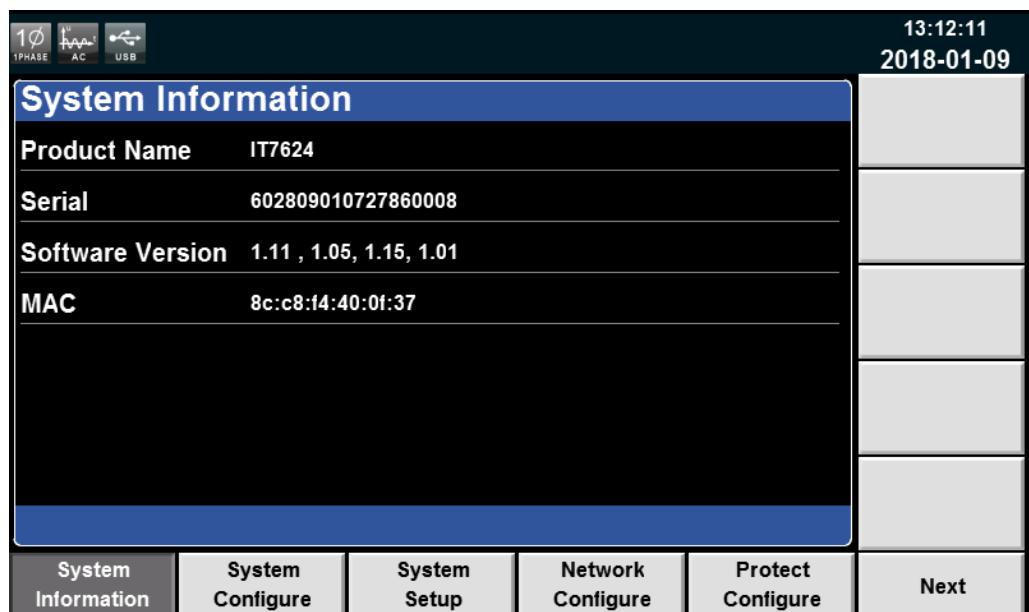 1Ø
1PHASE
u
t
AC
USB
13:12:11
2018-01-09
System Information
Product Name IT7624
Serial 602809010727860008
Software Version 1.11 , 1.05, 1.15, 1.01
MAC 8c:c8:f4:40:0f:37
System
Information
System
Configure
System
Setup
Network
Configure
Protect
Configure
Next